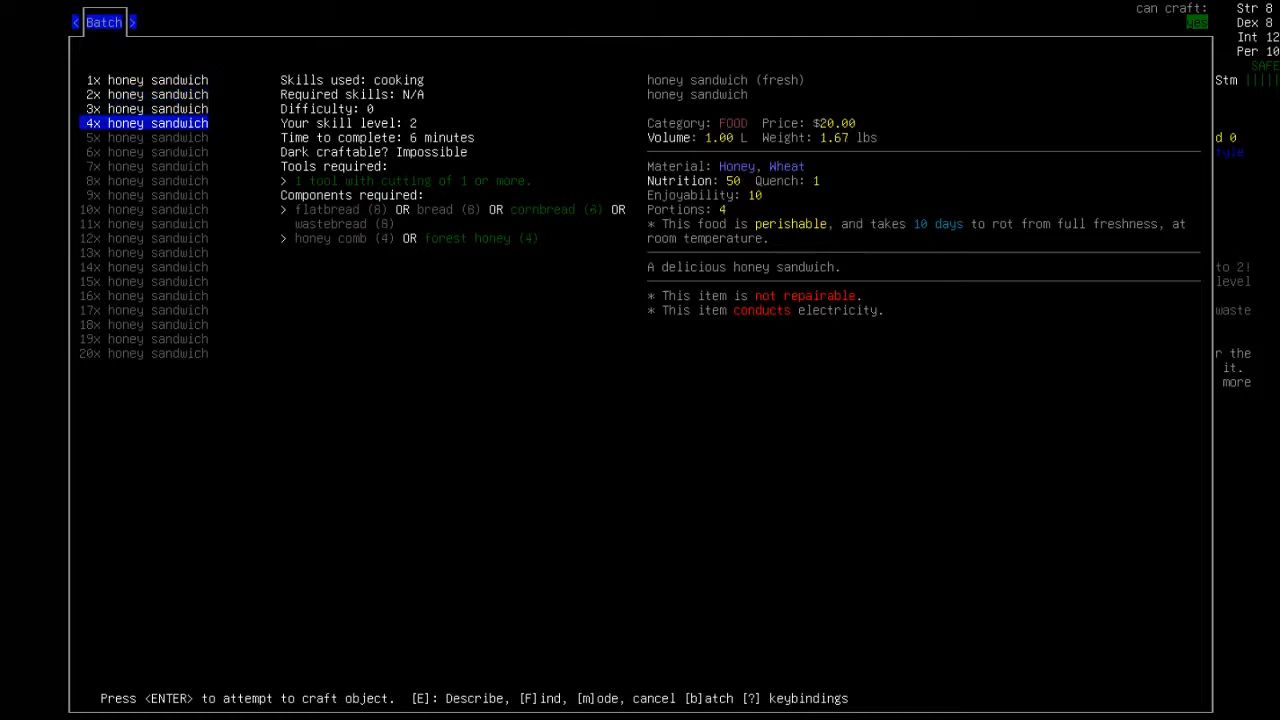 can craft: Str 8
< Batch > yes Dex 8
Int 12
Per 10
SAFE
1x honey sandwich Skills used: cooking honey sandwich (fresh) Stm ||||
2x honey sandwich Required skills: N/A honey sandwich
3x honey sandwich Difficulty: 0
4x honey sandwich Your skill level: 2 Category: FOOD Price: $20.00
5x honey sandwich Time to complete: 6 minutes Volume: 1.00 L Weight: 1.67 lbs d 0
6x honey sandwich Dark craftable? Impossible tyle
7x honey sandwich Tools required: Material: Honey, Wheat
8x honey sandwich > 1 tool with cutting of 1 or more. Nutrition: 50 Quench: 1
9x honey sandwich Components required: Enjoyability: 10
10x honey sandwich > flatbread (6) OR bread (6) OR cornbread (6) OR Portions: 4
11x honey sandwich wastebread (6) * This food is perishable, and takes 10 days to rot from full freshness, at
12x honey sandwich > honey comb (4) OR forest honey (4) room temperature.
13x honey sandwich
14x honey sandwich A delicious honey sandwich. to 2!
15x honey sandwich level
16x honey sandwich * This item is not repairable.
17x honey sandwich * This item conducts electricity. waste
18x honey sandwich
19x honey sandwich
20x honey sandwich r the
it.
more
Press <ENTER> to attempt to craft object. [E]: Describe, [F]ind, [m]ode, cancel [b]atch [?] keybindings